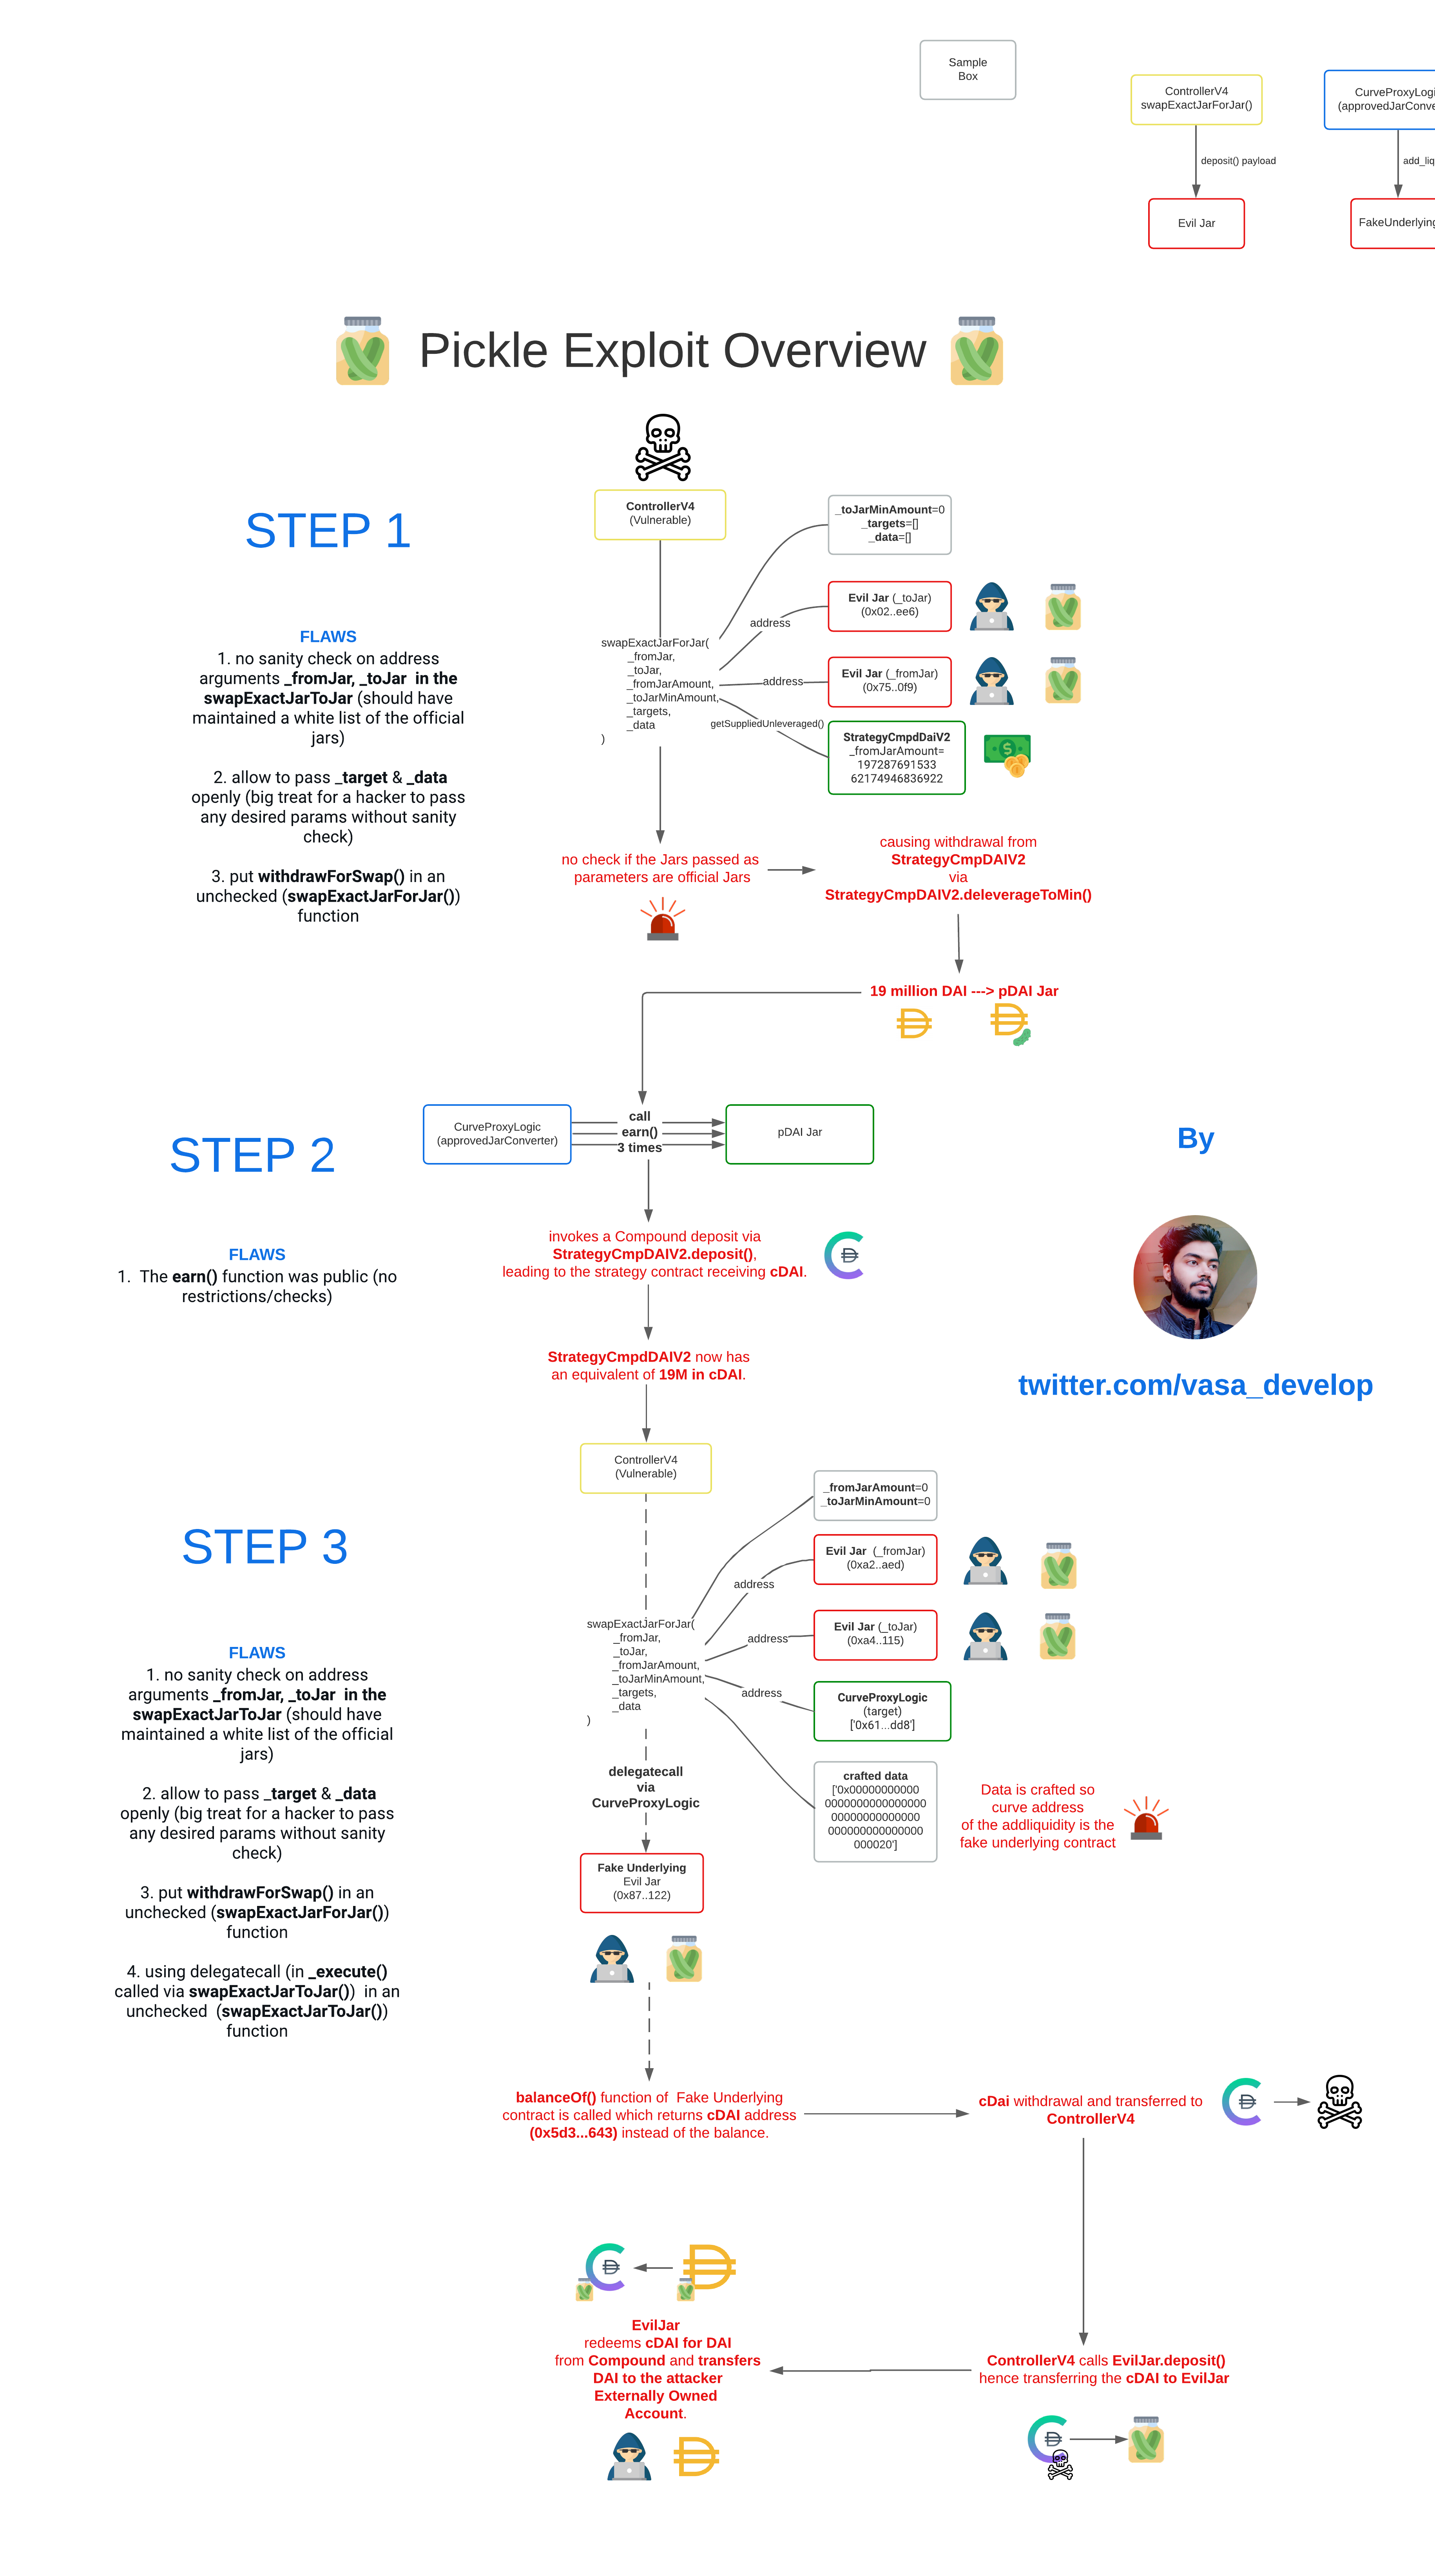 Sample
Box
ControllerV4
swapExactJarForJar()
CurveProxyLogi
(approvedJarConve
deposit() payload
add_liq
Evil Jar
FakeUnderlying
Pickle Exploit Overview
STEP 1
ControllerV4
(Vulnerable)
_toJarMinAmount=0
_targets=[]
_data=[]
Evil Jar (_toJar)
(0x02..ee6)
address
FLAWS
1. no sanity check on address
arguments _fromJar, _toJar in the
swapExactJarToJar (should have
maintained a white list of the official
jars)
2. allow to pass _target & _data
openly (big treat for a hacker to pass
any desired params without sanity
check)
3. put withdrawForSwap() in an
unchecked (swapExactJarForJar())
function
swapExactJarForJar(
_fromJar,
_toJar,
_fromJarAmount,
_toJarMinAmount,
_targets,
_data
)
address
Evil Jar (_fromJar)
(0x75..0f9)
getSuppliedUnleveraged()
StrategyCmpdDaiV2
_fromJarAmount=
197287691533
62174946836922
no check if the Jars passed as
parameters are official Jars
causing withdrawal from
StrategyCmpDAIV2
via
StrategyCmpDAIV2.deleverageToMin()
19 million DAI ---> pDAI Jar
STEP 2
CurveProxyLogic
(approvedJarConverter)
call
earn()
3 times
pDAI Jar
By
FLAWS
1. The earn() function was public (no
restrictions/checks)
invokes a Compound deposit via
StrategyCmpDAIV2.deposit(),
leading to the strategy contract receiving cDAI.
StrategyCmpdDAIV2 now has
an equivalent of 19M in cDAI.
twitter.com/vasa_develop
STEP 3
ControllerV4
(Vulnerable)
_fromJarAmount=0
_toJarMinAmount=0
Evil Jar (_fromJar)
(0xa2..aed)
address
FLAWS
1. no sanity check on address
arguments _fromJar, _toJar in the
swapExactJarToJar (should have
maintained a white list of the official
jars)
2. allow to pass _target & _data
openly (big treat for a hacker to pass
any desired params without sanity
check)
3. put withdrawForSwap() in an
unchecked (swapExactJarForJar())
function
4. using delegatecall (in _execute()
called via swapExactJarToJar()) in an
unchecked (swapExactJarToJar())
function
swapExactJarForJar(
_fromJar,
_toJar,
_fromJarAmount,
_toJarMinAmount,
_targets,
_data
)
address
Evil Jar (_toJar)
(0xa4..115)
address
CurveProxyLogic
(target)
['0x61...dd8']
delegatecall
via
CurveProxyLogic
crafted data
['0x00000000000
0000000000000000
00000000000000
000000000000000
000020']
Data is crafted so
curve address
of the addliquidity is the
fake underlying contract
Fake Underlying
Evil Jar
(0x87..122)
balanceOf() function of Fake Underlying
contract is called which returns cDAI address
(0x5d3...643) instead of the balance.
cDai withdrawal and transferred to
ControllerV4
EvilJar
redeems cDAI for DAI
from Compound and transfers
DAI to the attacker
Externally Owned
Account.
ControllerV4 calls EvilJar.deposit()
hence transferring the cDAI to EvilJar